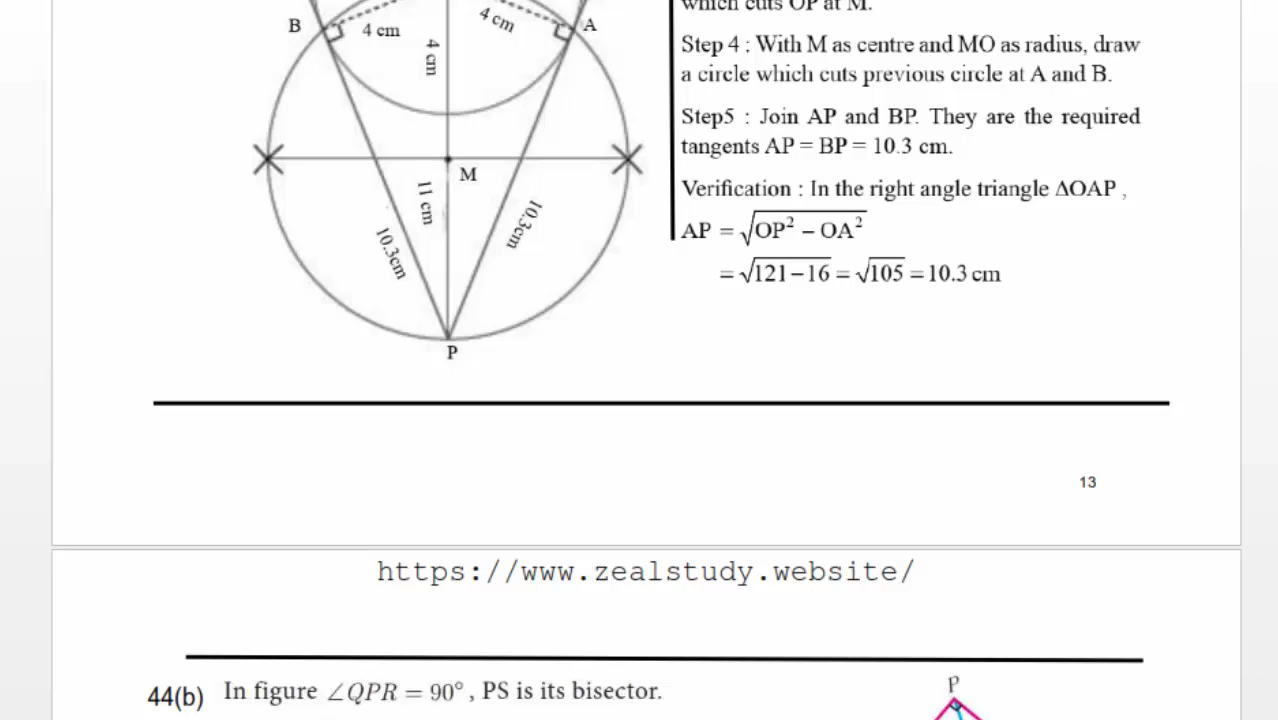 which cuts OP at M.
Step 4 : With M as centre and MO as radius, draw
a circle which cuts previous circle at A and B.
Step5 : Join AP and BP. They are the required
tangents AP = BP = 10.3 cm.
Verification : In the right angle triangle ΔOAP ,
AP = √(OP² − OA²)
= √(121−16) = √105 = 10.3 cm
B
4 cm
4 cm
A
4 cm
M
11 cm
10.3cm
10.3cm
P
13
https://www.zealstudy.website/
44(b) In figure ∠QPR = 90° , PS is its bisector.
P